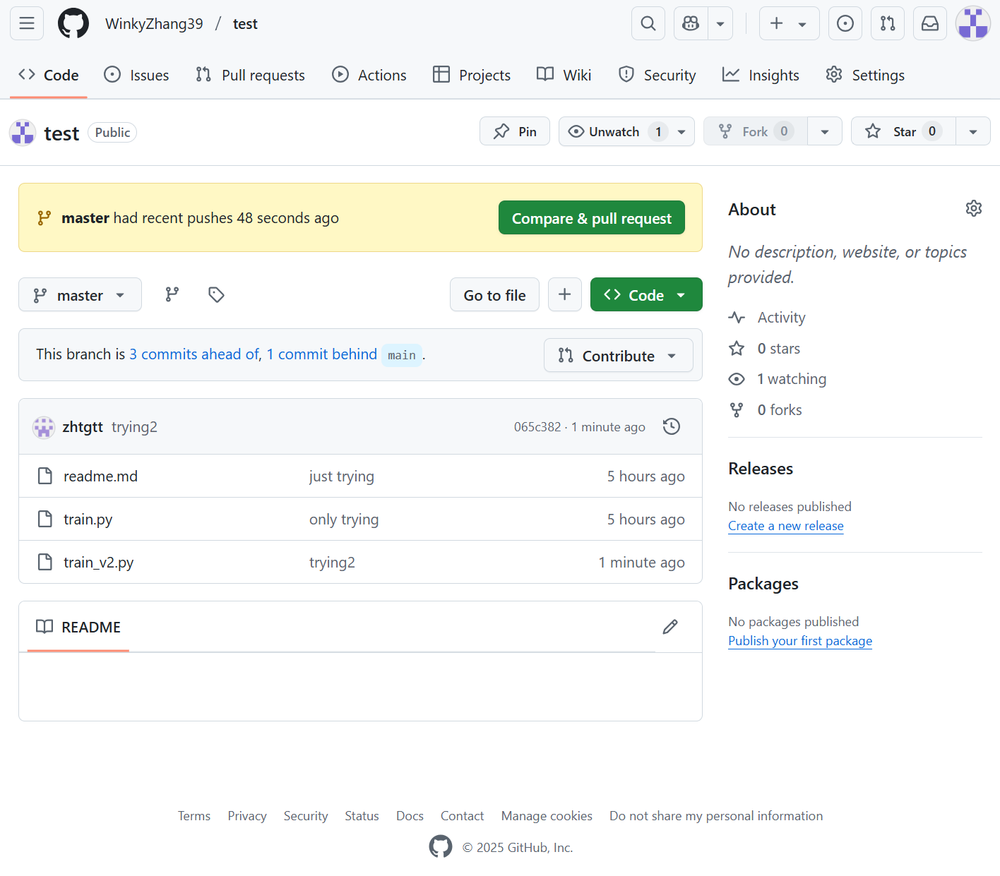 WinkyZhang39 / test
Code Issues Pull requests Actions Projects Wiki Security Insights Settings
test Public Pin Unwatch 1 Fork 0 Star 0
master had recent pushes 48 seconds ago Compare & pull request
master Go to file Code
This branch is 3 commits ahead of, 1 commit behind main . Contribute
zhtgtt trying2 065c382 · 1 minute ago
readme.md just trying 5 hours ago
train.py only trying 5 hours ago
train_v2.py trying2 1 minute ago
README
About
No description, website, or topics
provided.
Activity
0 stars
1 watching
0 forks
Releases
No releases published
Create a new release
Packages
No packages published
Publish your first package
Terms Privacy Security Status Docs Contact Manage cookies Do not share my personal information
© 2025 GitHub, Inc.